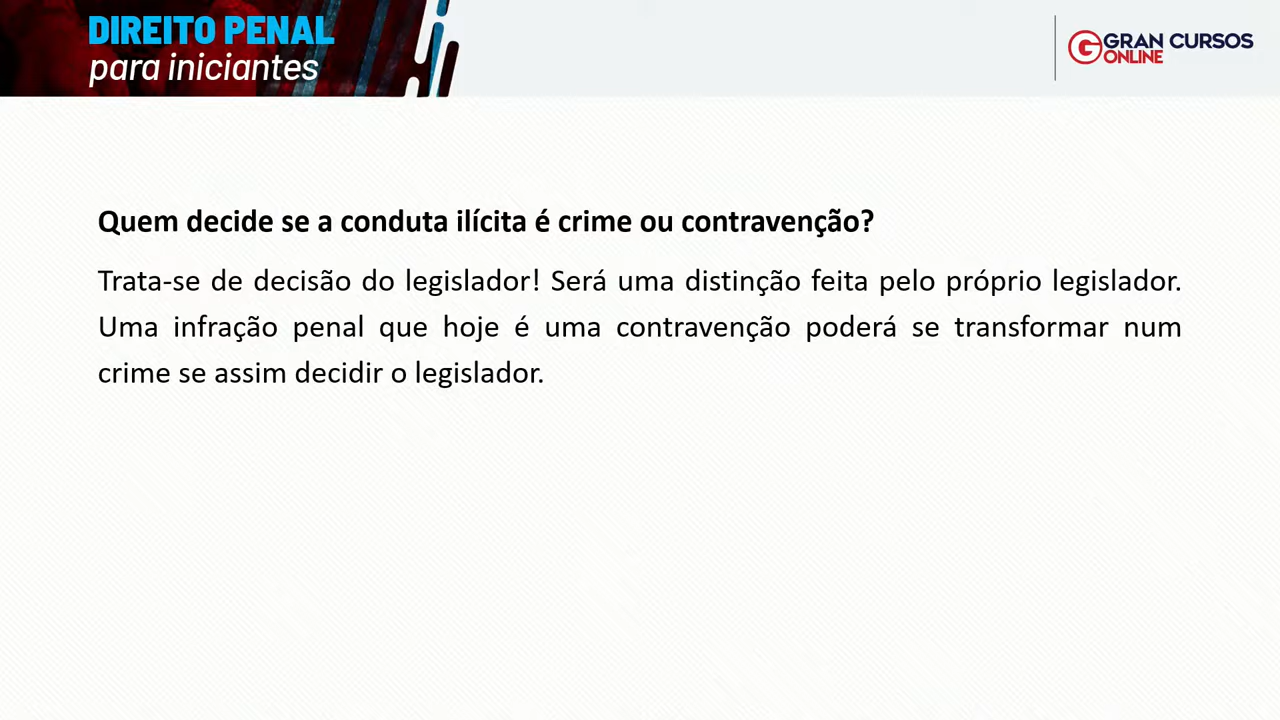 DIREITO PENAL
para iniciantes
GRAN CURSOS
ONLINE
Quem decide se a conduta ilícita é crime ou contravenção?
Trata-se de decisão do legislador! Será uma distinção feita pelo próprio legislador.
Uma infração penal que hoje é uma contravenção poderá se transformar num
crime se assim decidir o legislador.